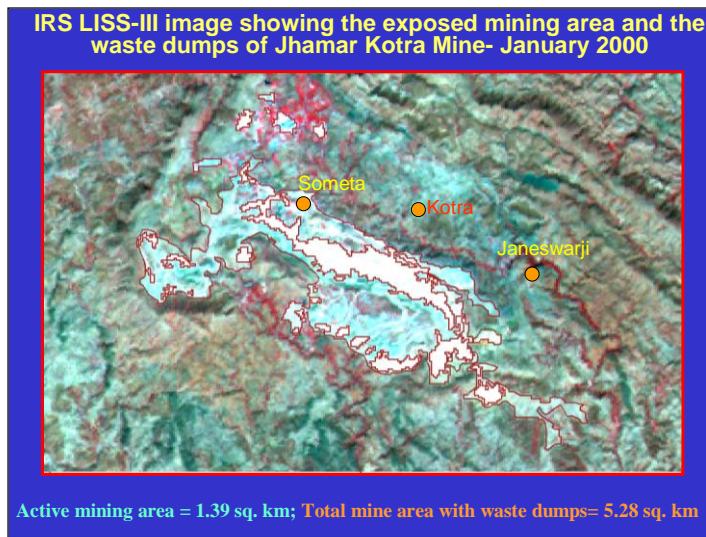 IRS LISS-III image showing the exposed mining area and the
waste dumps of Jhamar Kotra Mine- January 2000
Someta
Kotra
Janeswarji
Active mining area = 1.39 sq. km; Total mine area with waste dumps= 5.28 sq. km